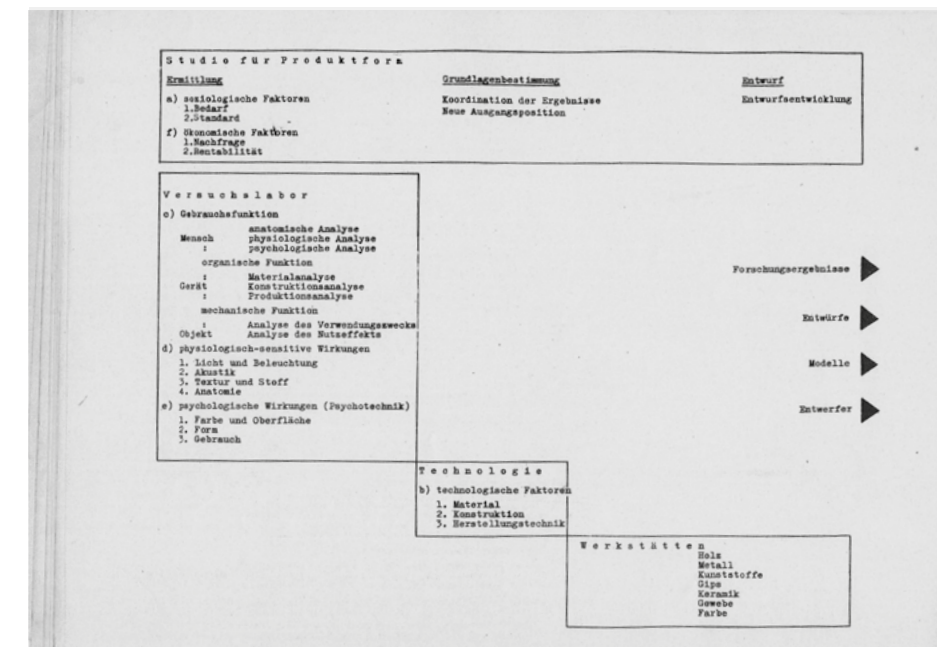 Studio für Produktform
Ermittlung Grundlagenbestimmung Entwurf
a) soziologische Faktoren Koordination der Ergebnisse Entwurfsentwicklung
1.Bedarf Neue Ausgangsposition
2.Standard
f) ökonomische Faktoren
1.Nachfrage
2.Rentabilität
Versuchslabor
c) Gebrauchsfunktion
anatomische Analyse
Mensch physiologische Analyse
: psychologische Analyse
organische Funktion
: Materialanalyse
Gerät Konstruktionsanalyse
: Produktionsanalyse
mechanische Funktion
: Analyse des Verwendungszwecks
Objekt Analyse des Nutzeffekts
d) physiologisch-sensitive Wirkungen
1. Licht und Beleuchtung
2. Akustik
3. Textur und Stoff
4. Anatomie
e) psychologische Wirkungen (Psychotechnik)
1. Farbe und Oberfläche
2. Form
3. Gebrauch
Forschungsergebnisse
Entwürfe
Modelle
Entwerfer
Technologie
b) technologische Faktoren
1. Material
2. Konstruktion
3. Herstellungstechnik
Werkstätten
Holz
Metall
Kunststoffe
Gips
Keramik
Gewebe
Farbe